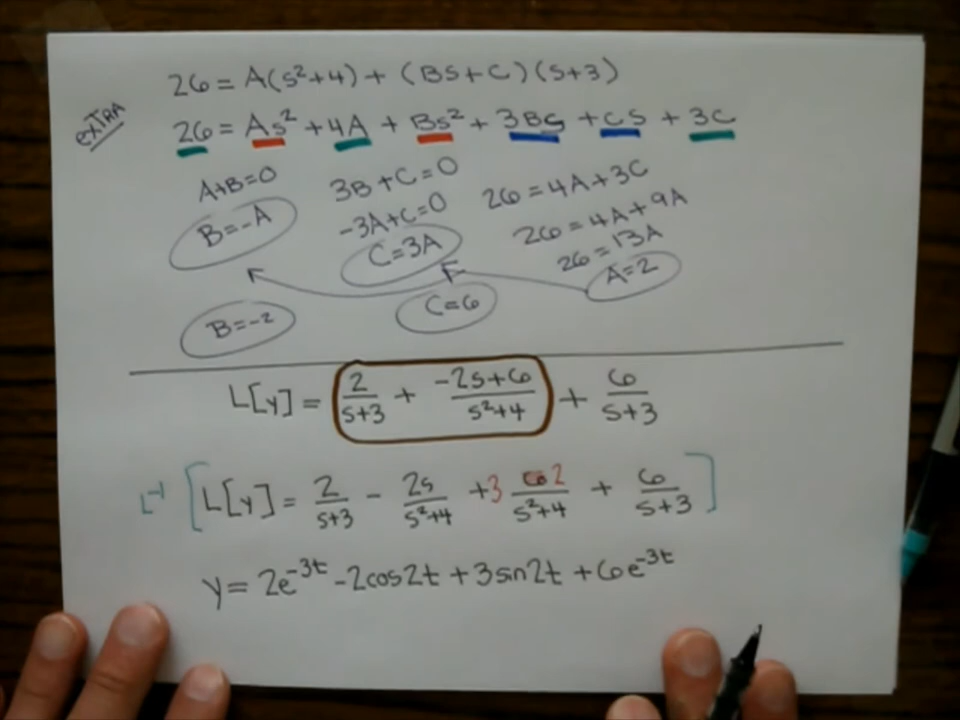 26 = A(s²+4) + (Bs+C)(s+3)
exTRA
26 = As² + 4A + Bs² + 3Bs + Cs + 3C
A+B=0
B=-A
3B+C=0
-3A+C=0
C=3A
26=4A+3C
26=4A+9A
26=13A
A=2
C=6
B=-2
L[y] = 2/(s+3) + (-2s+6)/(s²+4) + 6/(s+3)
L⁻¹ [L[y] = 2/(s+3) - 2s/(s²+4) +3 6 2/(s²+4) + 6/(s+3)]
y = 2e^(-3t) -2cos2t +3sin2t +6e^(-3t)